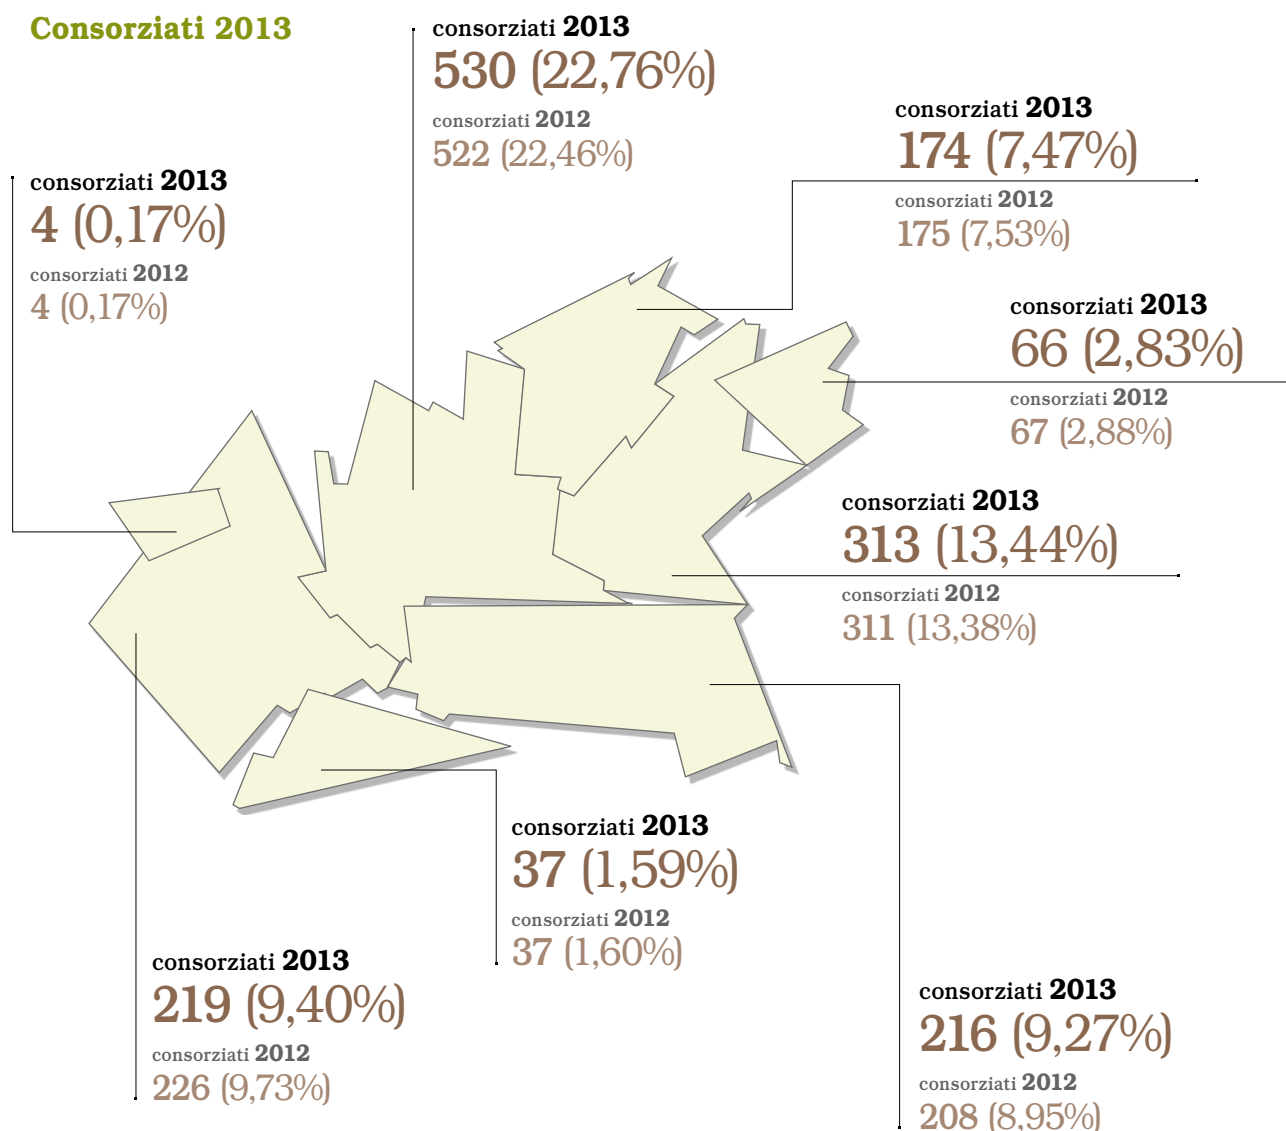 Consorziati 2013
consorziati 2013
530 (22,76%)
consorziati 2012
522 (22,46%)
consorziati 2013
174 (7,47%)
consorziati 2012
175 (7,53%)
consorziati 2013
4 (0,17%)
consorziati 2012
4 (0,17%)
consorziati 2013
66 (2,83%)
consorziati 2012
67 (2,88%)
consorziati 2013
313 (13,44%)
consorziati 2012
311 (13,38%)
consorziati 2013
37 (1,59%)
consorziati 2012
37 (1,60%)
consorziati 2013
219 (9,40%)
consorziati 2012
226 (9,73%)
consorziati 2013
216 (9,27%)
consorziati 2012
208 (8,95%)